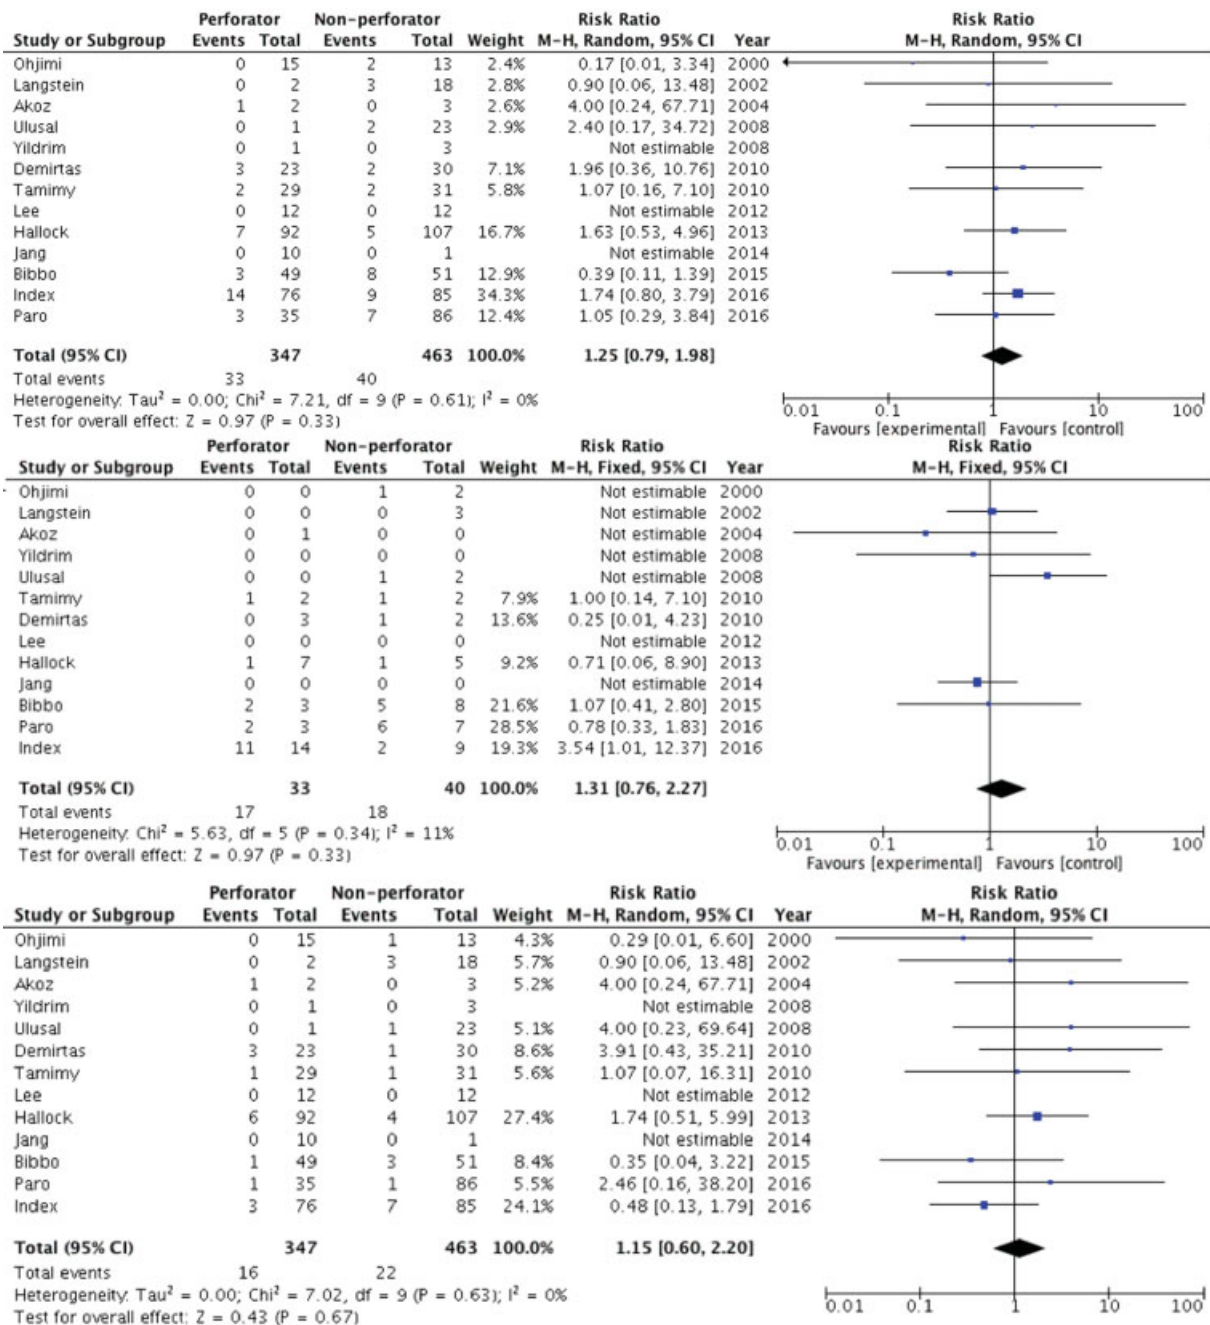 Perforator Non-perforator Risk Ratio Risk Ratio
Study or Subgroup Events Total Events Total Weight M-H, Random, 95% CI Year M-H, Random, 95% CI
Ohjimi 0 15 2 13 2.4% 0.17 [0.01, 3.34] 2000
Langstein 0 2 3 18 2.8% 0.90 [0.06, 13.48] 2002
Akoz 1 2 0 3 2.6% 4.00 [0.24, 67.71] 2004
Ulusal 0 1 2 23 2.9% 2.40 [0.17, 34.72] 2008
Yildrim 0 1 0 3 Not estimable 2008
Demirtas 3 23 2 30 7.1% 1.96 [0.36, 10.76] 2010
Tamimy 2 29 2 31 5.8% 1.07 [0.16, 7.10] 2010
Lee 0 12 0 12 Not estimable 2012
Hallock 7 92 5 107 16.7% 1.63 [0.53, 4.96] 2013
Jang 0 10 0 1 Not estimable 2014
Bibbo 3 49 8 51 12.9% 0.39 [0.11, 1.39] 2015
Index 14 76 9 85 34.3% 1.74 [0.80, 3.79] 2016
Paro 3 35 7 86 12.4% 1.05 [0.29, 3.84] 2016
Total (95% CI) 347 463 100.0% 1.25 [0.79, 1.98]
Total events 33 40
Heterogeneity: Tau² = 0.00; Chi² = 7.21, df = 9 (P = 0.61); I² = 0%
Test for overall effect: Z = 0.97 (P = 0.33)
0.01 0.1 1 10 100
Favours [experimental] Favours [control]
Perforator Non-perforator Risk Ratio Risk Ratio
Study or Subgroup Events Total Events Total Weight M-H, Fixed, 95% CI Year M-H, Fixed, 95% CI
Ohjimi 0 0 1 2 Not estimable 2000
Langstein 0 0 0 3 Not estimable 2002
Akoz 0 1 0 0 Not estimable 2004
Yildrim 0 0 0 0 Not estimable 2008
Ulusal 0 0 1 2 Not estimable 2008
Tamimy 1 2 1 2 7.9% 1.00 [0.14, 7.10] 2010
Demirtas 0 3 1 2 13.6% 0.25 [0.01, 4.23] 2010
Lee 0 0 0 0 Not estimable 2012
Hallock 1 7 1 5 9.2% 0.71 [0.06, 8.90] 2013
Jang 0 0 0 0 Not estimable 2014
Bibbo 2 3 5 8 21.6% 1.07 [0.41, 2.80] 2015
Paro 2 3 6 7 28.5% 0.78 [0.33, 1.83] 2016
Index 11 14 2 9 19.3% 3.54 [1.01, 12.37] 2016
Total (95% CI) 33 40 100.0% 1.31 [0.76, 2.27]
Total events 17 18
Heterogeneity: Chi² = 5.63, df = 5 (P = 0.34); I² = 11%
Test for overall effect: Z = 0.97 (P = 0.33)
0.01 0.1 1 10 100
Favours [experimental] Favours [control]
Perforator Non-perforator Risk Ratio Risk Ratio
Study or Subgroup Events Total Events Total Weight M-H, Random, 95% CI Year M-H, Random, 95% CI
Ohjimi 0 15 1 13 4.3% 0.29 [0.01, 6.60] 2000
Langstein 0 2 3 18 5.7% 0.90 [0.06, 13.48] 2002
Akoz 1 2 0 3 5.2% 4.00 [0.24, 67.71] 2004
Yildrim 0 1 0 3 Not estimable 2008
Ulusal 0 1 1 23 5.1% 4.00 [0.23, 69.64] 2008
Demirtas 3 23 1 30 8.6% 3.91 [0.43, 35.21] 2010
Tamimy 1 29 1 31 5.6% 1.07 [0.07, 16.31] 2010
Lee 0 12 0 12 Not estimable 2012
Hallock 6 92 4 107 27.4% 1.74 [0.51, 5.99] 2013
Jang 0 10 0 1 Not estimable 2014
Bibbo 1 49 3 51 8.4% 0.35 [0.04, 3.22] 2015
Paro 1 35 1 86 5.5% 2.46 [0.16, 38.20] 2016
Index 3 76 7 85 24.1% 0.48 [0.13, 1.79] 2016
Total (95% CI) 347 463 100.0% 1.15 [0.60, 2.20]
Total events 16 22
Heterogeneity: Tau² = 0.00; Chi² = 7.02, df = 9 (P = 0.63); I² = 0%
Test for overall effect: Z = 0.43 (P = 0.67)
0.01 0.1 1 10 100